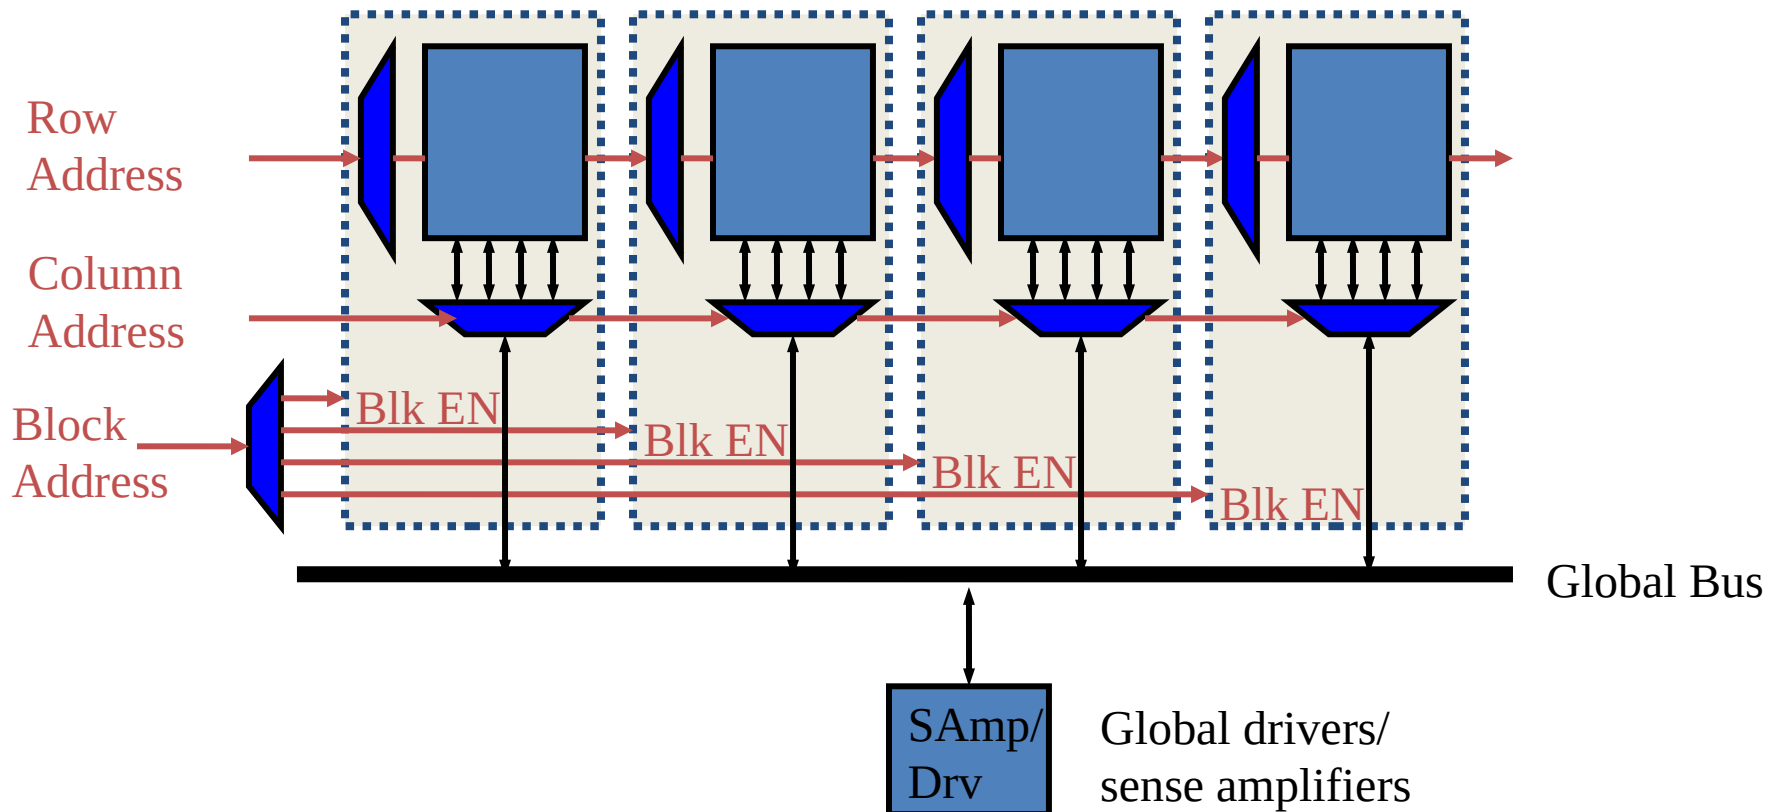 Row
Address
Column
Address
Block
Address
Blk EN
Blk EN
Blk EN
Blk EN
Global Bus
SAmp/
Drv
Global drivers/
sense amplifiers